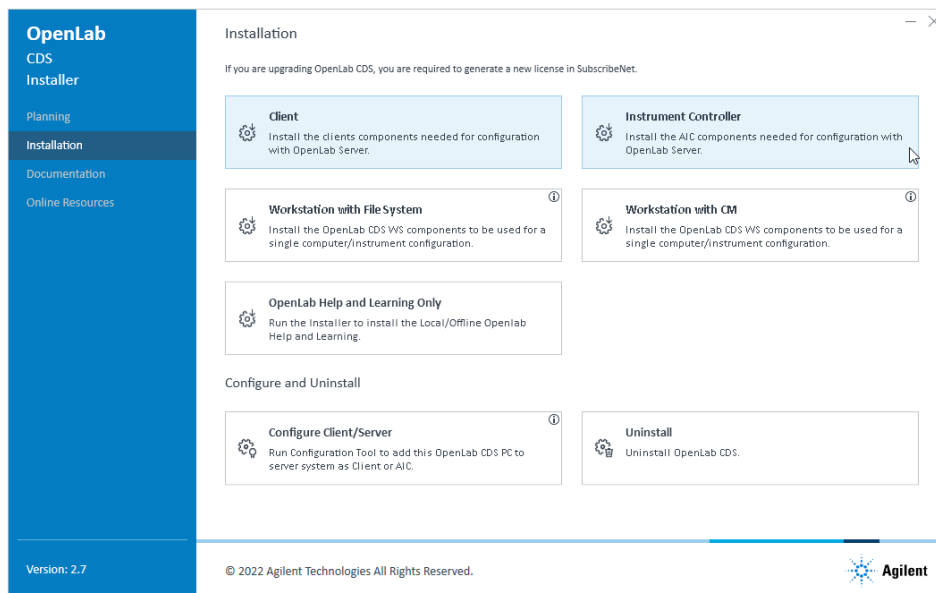 OpenLab
CDS
Installer
Planning
Installation
Documentation
Online Resources
Version: 2.7
Installation
If you are upgrading OpenLab CDS, you are required to generate a new license in SubscribeNet.
Client
Install the clients components needed for configuration
with OpenLab Server.
Instrument Controller
Install the AIC components needed for configuration with
OpenLab Server.
Workstation with File System
Install the OpenLab CDS WS components to be used for a
single computer/instrument configuration.
Workstation with CM
Install the OpenLab CDS WS components to be used for a
single computer/instrument configuration.
OpenLab Help and Learning Only
Run the Installer to install the Local/Offline Openlab
Help and Learning.
Configure and Uninstall
Configure Client/Server
Run Configuration Tool to add this OpenLab CDS PC to
server system as Client or AIC.
Uninstall
Uninstall OpenLab CDS.
© 2022 Agilent Technologies All Rights Reserved.
Agilent